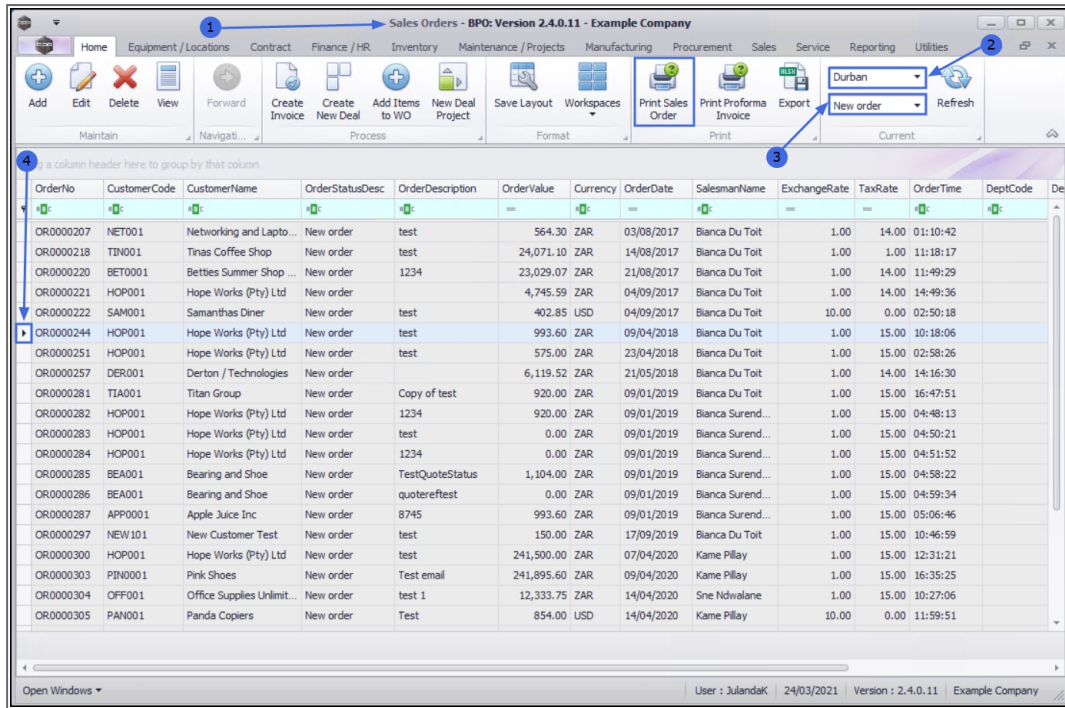 1
Sales Orders - BPO: Version 2.4.0.11 - Example Company
Home Equipment / Locations Contract Finance / HR Inventory Maintenance / Projects Manufacturing Procurement Sales Service Reporting Utilities
2
Add Edit Delete View Forward Create Invoice Create New Deal Add Items to WO New Deal Project Save Layout Workspaces Print Sales Order Print Proforma Invoice Export Durban New order Refresh
Maintain Navigati... Process Format Print Current
3
4
a column header here to group by that column
OrderNo CustomerCode CustomerName OrderStatusDesc OrderDescription OrderValue Currency OrderDate SalesmanName ExchangeRate TaxRate OrderTime DeptCode De
OR0000207 NET001 Networking and Lapto... New order test 564.30 ZAR 03/08/2017 Bianca Du Toit 1.00 14.00 01:10:42
OR0000218 TIN001 Tinas Coffee Shop New order test 24,071.10 ZAR 14/08/2017 Bianca Du Toit 1.00 1.00 11:18:17
OR0000220 BET0001 Betties Summer Shop ... New order 1234 23,029.07 ZAR 21/08/2017 Bianca Du Toit 1.00 14.00 11:49:29
OR0000221 HOP001 Hope Works (Pty) Ltd New order 4,745.59 ZAR 04/09/2017 Bianca Du Toit 1.00 14.00 14:49:36
OR0000222 SAM001 Samanthas Diner New order test 402.85 USD 04/09/2017 Bianca Du Toit 10.00 0.00 02:50:18
OR0000244 HOP001 Hope Works (Pty) Ltd New order test 993.60 ZAR 09/04/2018 Bianca Du Toit 1.00 15.00 10:18:06
OR0000251 HOP001 Hope Works (Pty) Ltd New order test 575.00 ZAR 23/04/2018 Bianca Du Toit 1.00 15.00 02:58:26
OR0000257 DER001 Derton / Technologies New order 6,119.52 ZAR 21/05/2018 Bianca Du Toit 1.00 14.00 14:16:30
OR0000281 TIA001 Titan Group New order Copy of test 920.00 ZAR 09/01/2019 Bianca Du Toit 1.00 15.00 16:47:51
OR0000282 HOP001 Hope Works (Pty) Ltd New order 1234 920.00 ZAR 09/01/2019 Bianca Surend... 1.00 15.00 04:48:13
OR0000283 HOP001 Hope Works (Pty) Ltd New order test 0.00 ZAR 09/01/2019 Bianca Surend... 1.00 15.00 04:50:21
OR0000284 HOP001 Hope Works (Pty) Ltd New order 1234 0.00 ZAR 09/01/2019 Bianca Surend... 1.00 15.00 04:51:52
OR0000285 BEA001 Bearing and Shoe New order TestQuoteStatus 1,104.00 ZAR 09/01/2019 Bianca Surend... 1.00 15.00 04:58:22
OR0000286 BEA001 Bearing and Shoe New order quotereftest 0.00 ZAR 09/01/2019 Bianca Surend... 1.00 15.00 04:59:34
OR0000287 APP0001 Apple Juice Inc New order 8745 993.60 ZAR 09/01/2019 Bianca Surend... 1.00 15.00 05:06:46
OR0000297 NEW101 New Customer Test New order test 150.00 ZAR 17/09/2019 Bianca Du Toit 1.00 15.00 10:46:59
OR0000300 HOP001 Hope Works (Pty) Ltd New order test 241,500.00 ZAR 07/04/2020 Kame Pillay 1.00 15.00 12:31:21
OR0000303 PIN0001 Pink Shoes New order Test email 241,895.60 ZAR 09/04/2020 Kame Pillay 1.00 15.00 16:35:25
OR0000304 OFF001 Office Supplies Unlimit... New order test 1 12,333.75 ZAR 14/04/2020 Sne Ndwalane 1.00 15.00 10:27:06
OR0000305 PAN001 Panda Copiers New order Test 854.00 USD 14/04/2020 Kame Pillay 10.00 0.00 11:59:51
Open Windows User : JulandaK 24/03/2021 Version : 2.4.0.11 Example Company